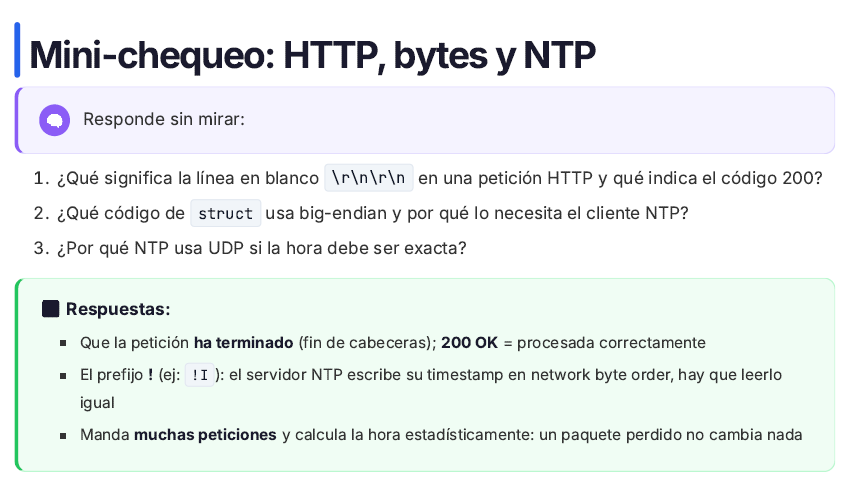 Mini-chequeo: HTTP, bytes y NTP
Responde sin mirar:
1. ¿Qué significa la línea en blanco \r\n\r\n en una petición HTTP y qué indica el código 200?
2. ¿Qué código de struct usa big-endian y por qué lo necesita el cliente NTP?
3. ¿Por qué NTP usa UDP si la hora debe ser exacta?
Respuestas:
Que la petición ha terminado (fin de cabeceras); 200 OK = procesada correctamente
El prefijo ! (ej: !I): el servidor NTP escribe su timestamp en network byte order, hay que leerlo
igual
Manda muchas peticiones y calcula la hora estadísticamente: un paquete perdido no cambia nada